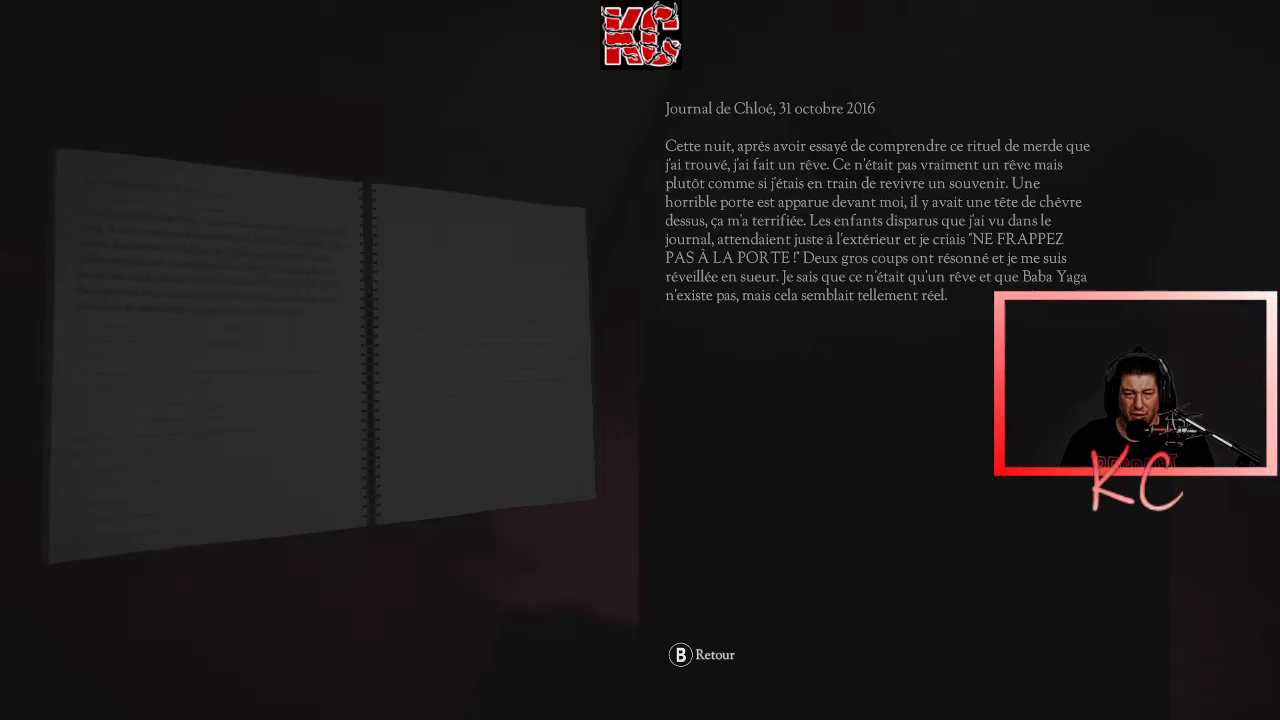 KC
Journal de Chloé, 31 octobre 2016
Cette nuit, après avoir essayé de comprendre ce rituel de merde que
j'ai trouvé, j'ai fait un rêve. Ce n'était pas vraiment un rêve mais
plutôt comme si j'étais en train de revivre un souvenir. Une
horrible porte est apparue devant moi, il y avait une tête de chèvre
dessus, ça m'a terrifiée. Les enfants disparus que j'ai vu dans le
journal, attendaient juste à l'extérieur et je criais "NE FRAPPEZ
PAS À LA PORTE !" Deux gros coups ont résonné et je me suis
réveillée en sueur. Je sais que ce n'était qu'un rêve et que Baba Yaga
n'existe pas, mais cela semblait tellement réel.
KC
B Retour